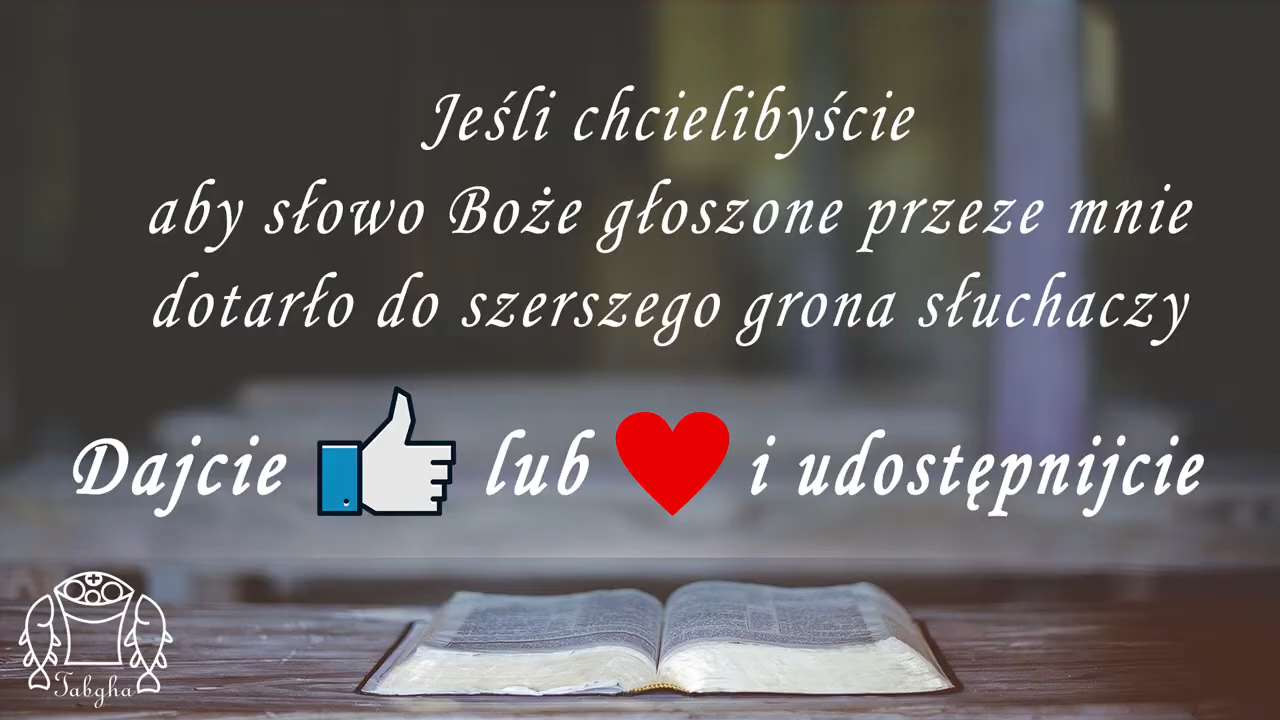 Jeśli chcielibyście
aby słowo Boże głoszone przeze mnie
dotarło do szerszego grona słuchaczy
Dajcie lub i udostępnijcie
Tabgha